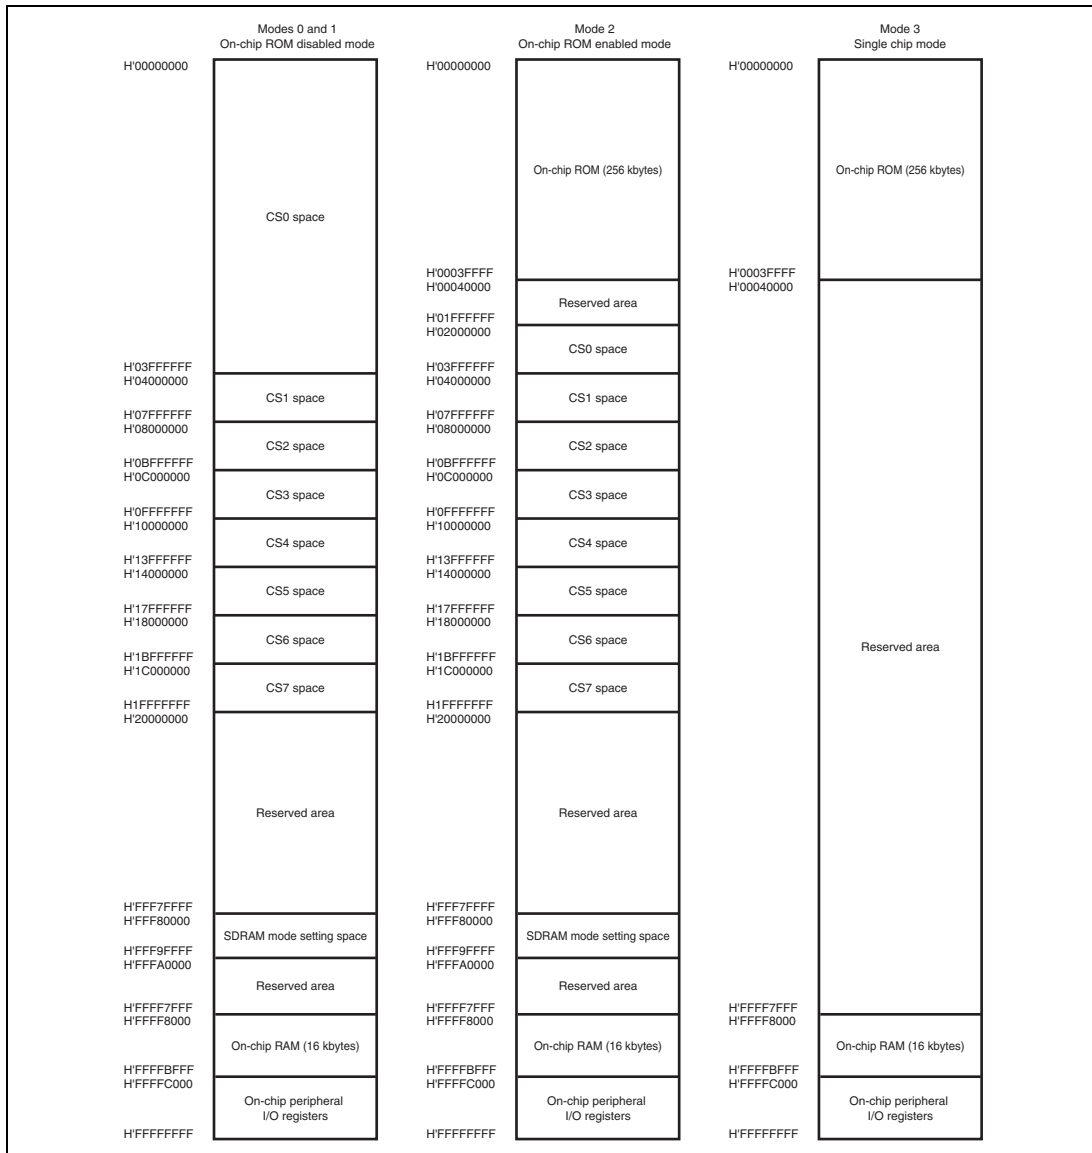 Modes 0 and 1
On-chip ROM disabled mode
H'00000000
CS0 space
H'03FFFFFF
H'04000000
CS1 space
H'07FFFFFF
H'08000000
CS2 space
H'0BFFFFFF
H'0C000000
CS3 space
H'0FFFFFFF
H'10000000
CS4 space
H'13FFFFFF
H'14000000
CS5 space
H'17FFFFFF
H'18000000
CS6 space
H'1BFFFFFF
H'1C000000
CS7 space
H1FFFFFFF
H'20000000
Reserved area
H'FFF7FFFF
H'FFF80000
SDRAM mode setting space
H'FFF9FFFF
H'FFFA0000
Reserved area
H'FFFF7FFF
H'FFFF8000
On-chip RAM (16 kbytes)
H'FFFFBFFF
H'FFFFC000
On-chip peripheral
I/O registers
H'FFFFFFFF
Mode 2
On-chip ROM enabled mode
H'00000000
On-chip ROM (256 kbytes)
H'0003FFFF
H'00040000
Reserved area
H'01FFFFFF
H'02000000
CS0 space
H'03FFFFFF
H'04000000
CS1 space
H'07FFFFFF
H'08000000
CS2 space
H'0BFFFFFF
H'0C000000
CS3 space
H'0FFFFFFF
H'10000000
CS4 space
H'13FFFFFF
H'14000000
CS5 space
H'17FFFFFF
H'18000000
CS6 space
H'1BFFFFFF
H'1C000000
CS7 space
H1FFFFFFF
H'20000000
Reserved area
H'FFF7FFFF
H'FFF80000
SDRAM mode setting space
H'FFF9FFFF
H'FFFA0000
Reserved area
H'FFFF7FFF
H'FFFF8000
On-chip RAM (16 kbytes)
H'FFFFBFFF
H'FFFFC000
On-chip peripheral
I/O registers
H'FFFFFFFF
Mode 3
Single chip mode
H'00000000
On-chip ROM (256 kbytes)
H'0003FFFF
H'00040000
Reserved area
H'FFFF7FFF
H'FFFF8000
On-chip RAM (16 kbytes)
H'FFFFBFFF
H'FFFFC000
On-chip peripheral
I/O registers
H'FFFFFFFF